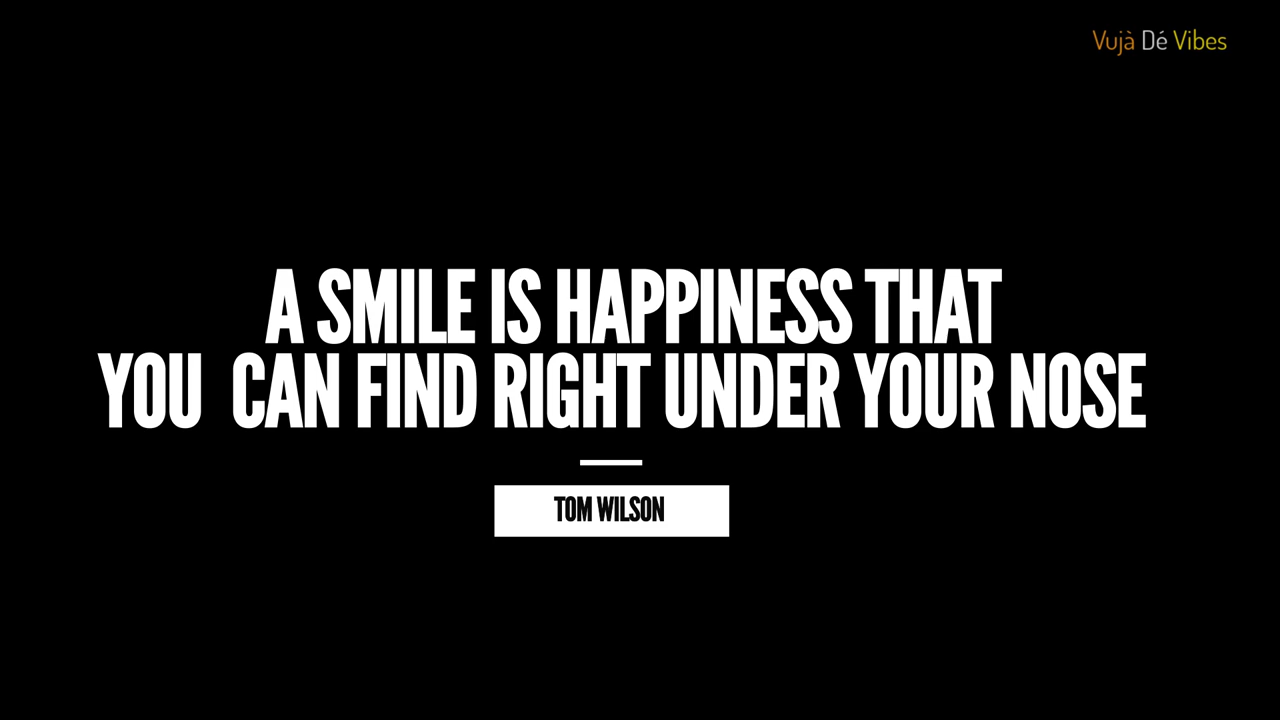 Vujà Dé Vibes
A SMILE IS HAPPINESS THAT
YOU CAN FIND RIGHT UNDER YOUR NOSE
TOM WILSON